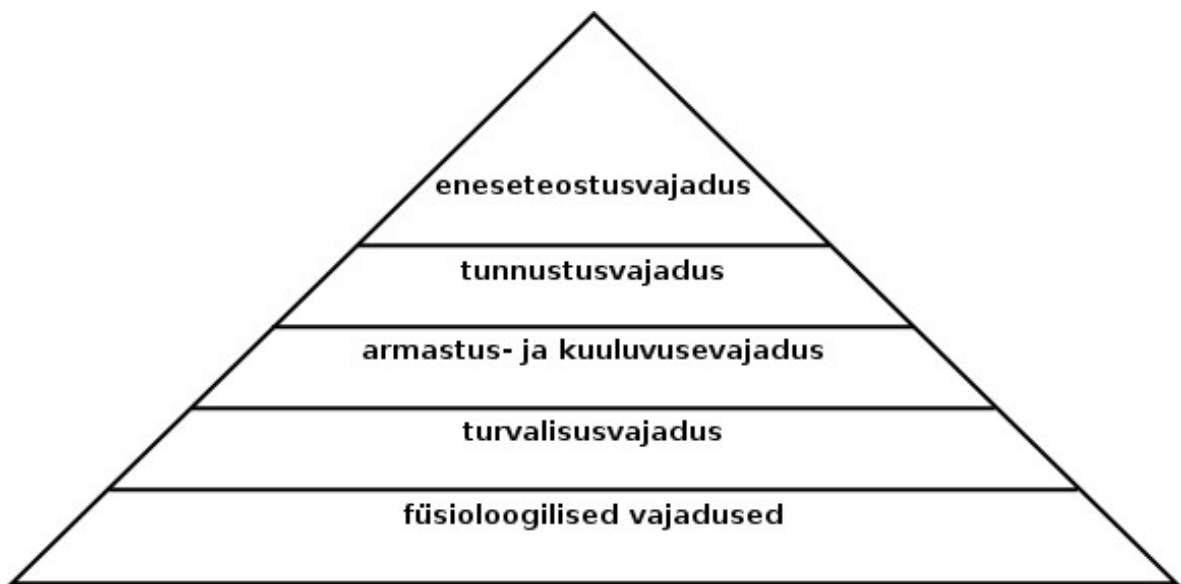 eneseteostusvajadus
tunnustusvajadus
armastus- ja kuuluvusevajadus
turvalisusvajadus
füsioloogilised vajadused